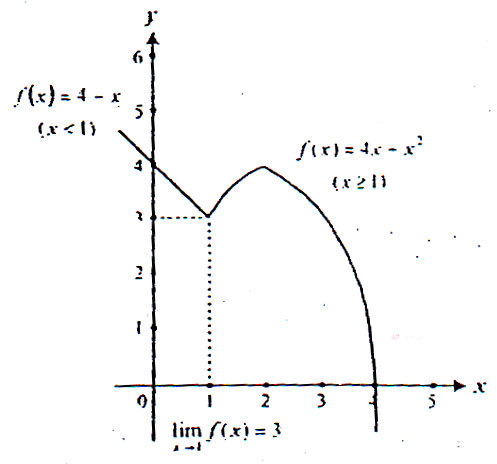 y
6
f(x) = 4 − x
5
(x < 1)
4
f(x) = 4x − x²
(x ≥ 1)
3
2
1
0 1 2 3 4 5 x
lim f(x) = 3
x→1